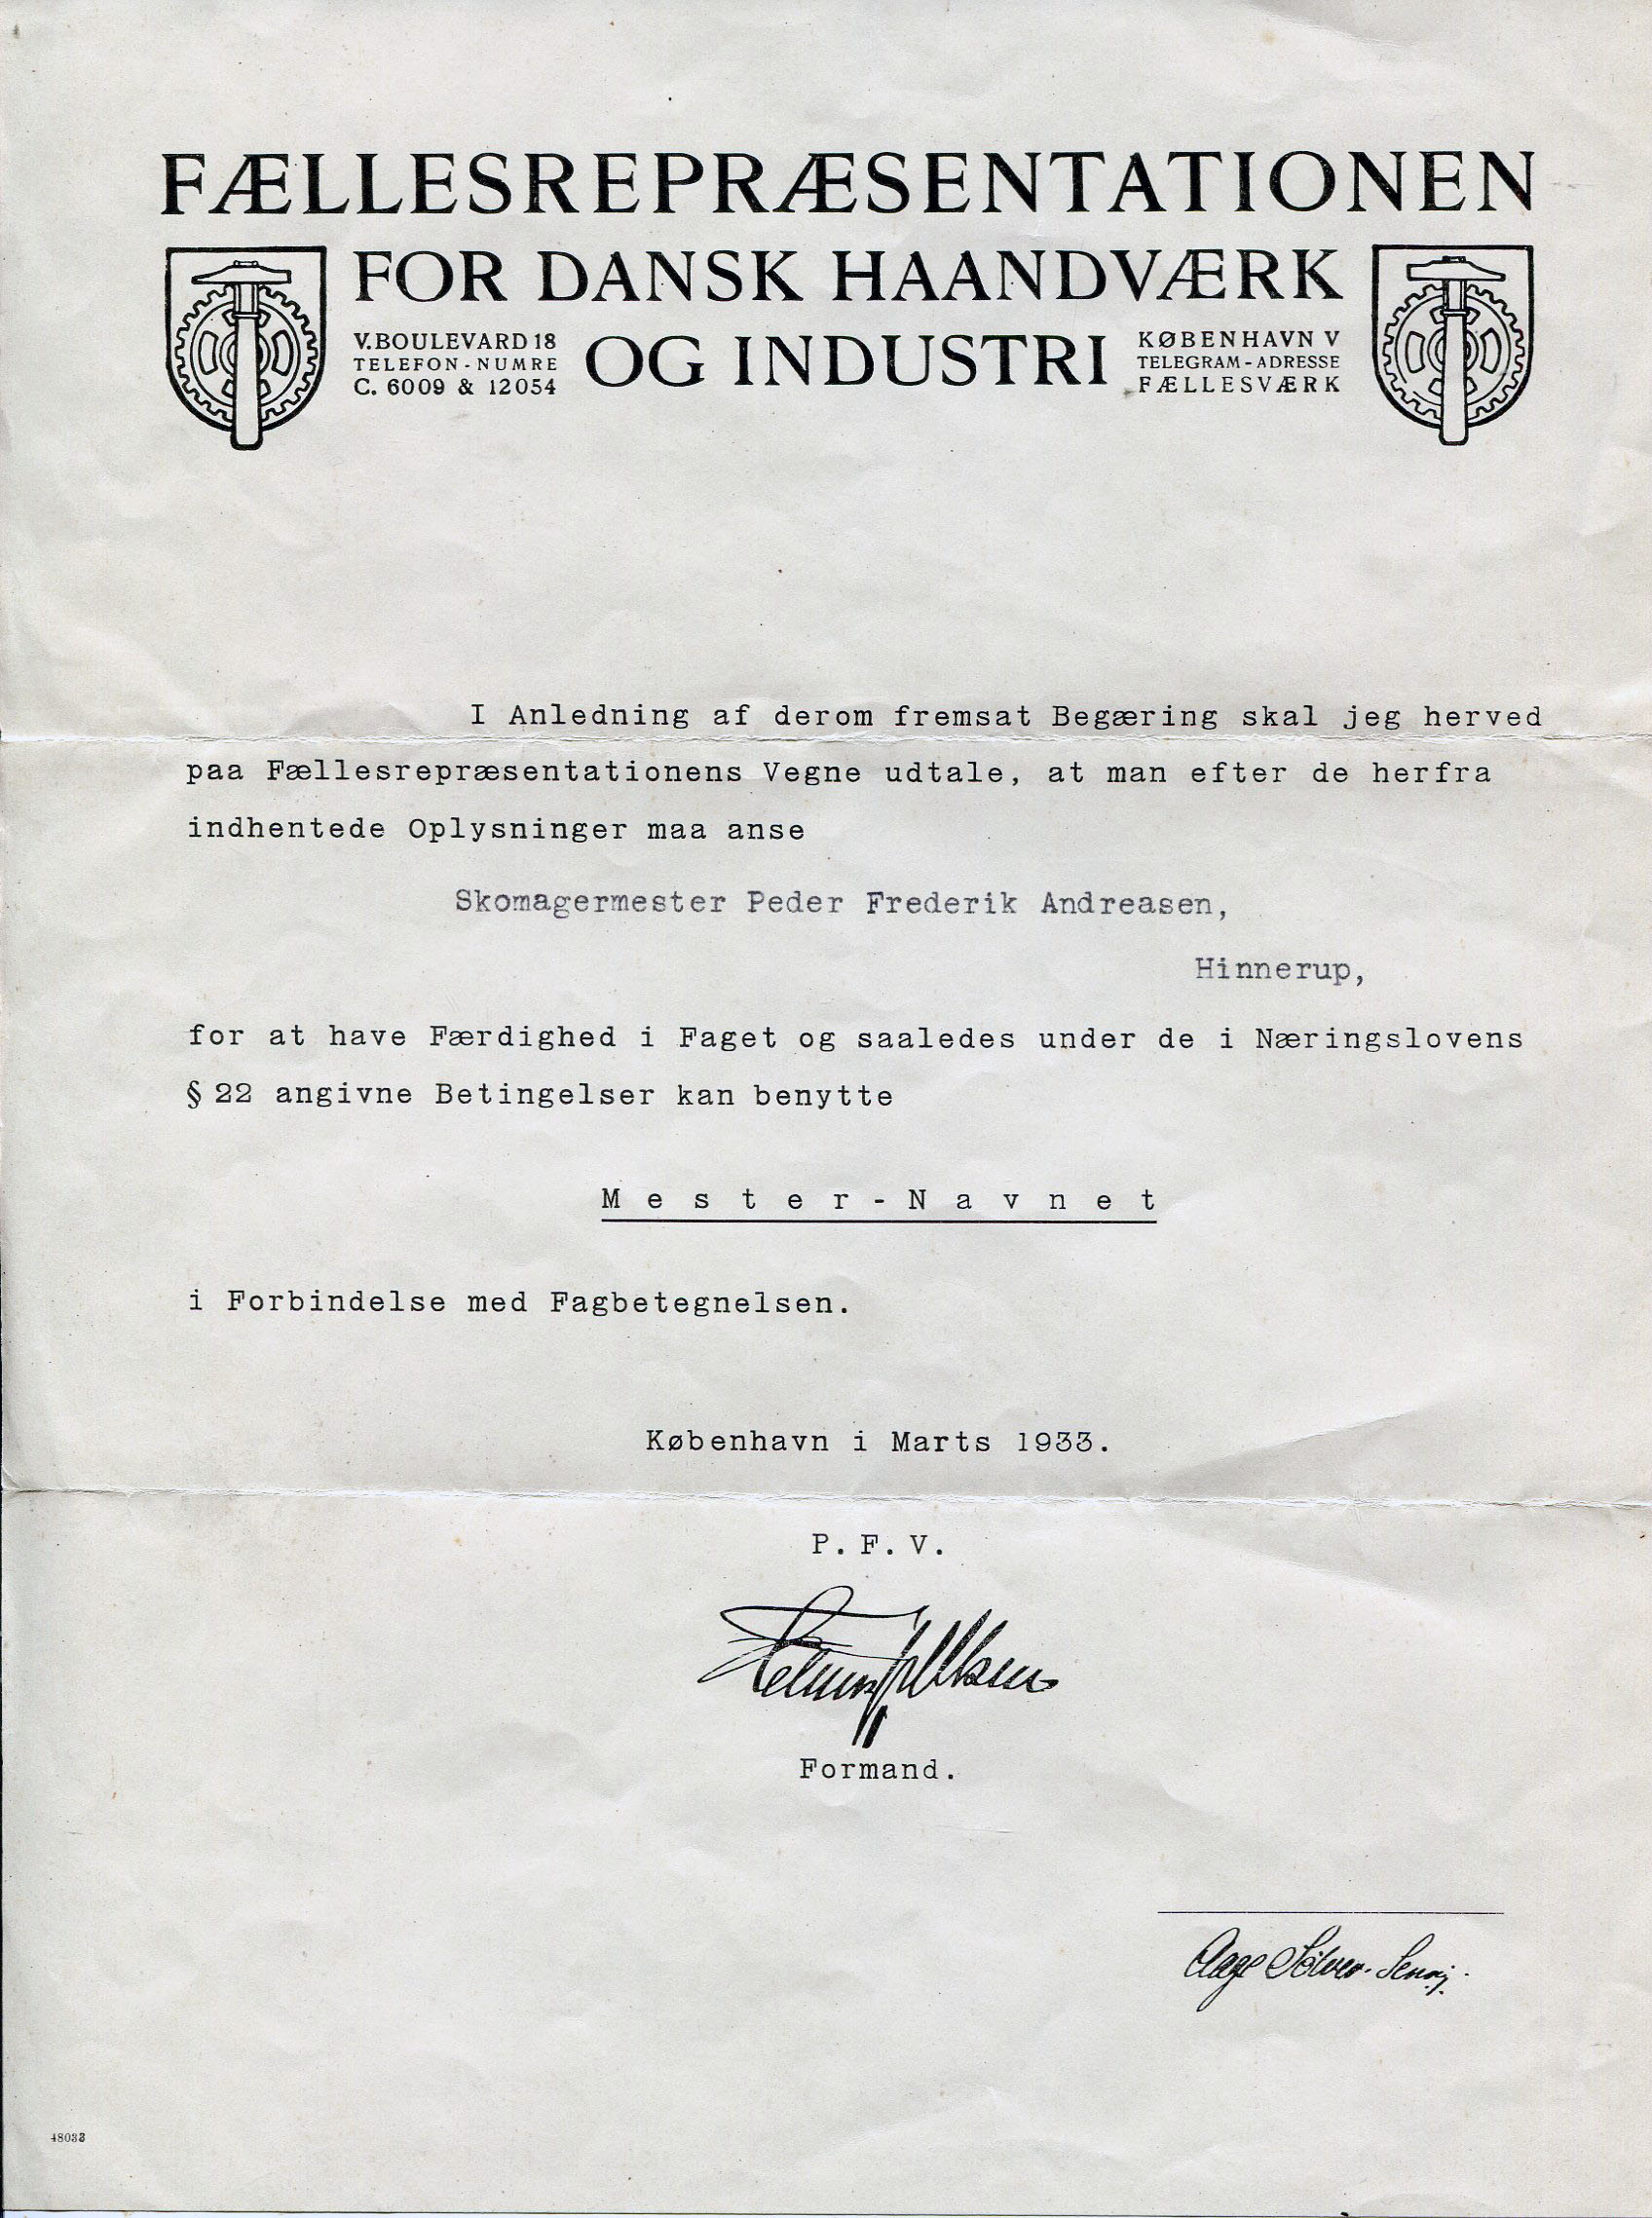 FÆLLESREPRÆSENTATIONEN
FOR DANSK HAANDVÆRK
OG INDUSTRI
V. BOULEVARD 18
TELEFON-NUMRE
C. 6009 & 12054
KØBENHAVN V
TELEGRAM-ADRESSE
FÆLLESVÆRK
I Anledning af derom fremsat Begæring skal jeg herved
paa Fællesrepræsentationens Vegne udtale, at man efter de herfra
indhentede Oplysninger maa anse
Skomagermester Peder Frederik Andreasen,
Hinnerup,
for at have Færdighed i Faget og saaledes under de i Næringslovens
§ 22 angivne Betingelser kan benytte
Mester-Navnet
i Forbindelse med Fagbetegnelsen.
København i Marts 1933.
P. F. V.
Formand.
Aage